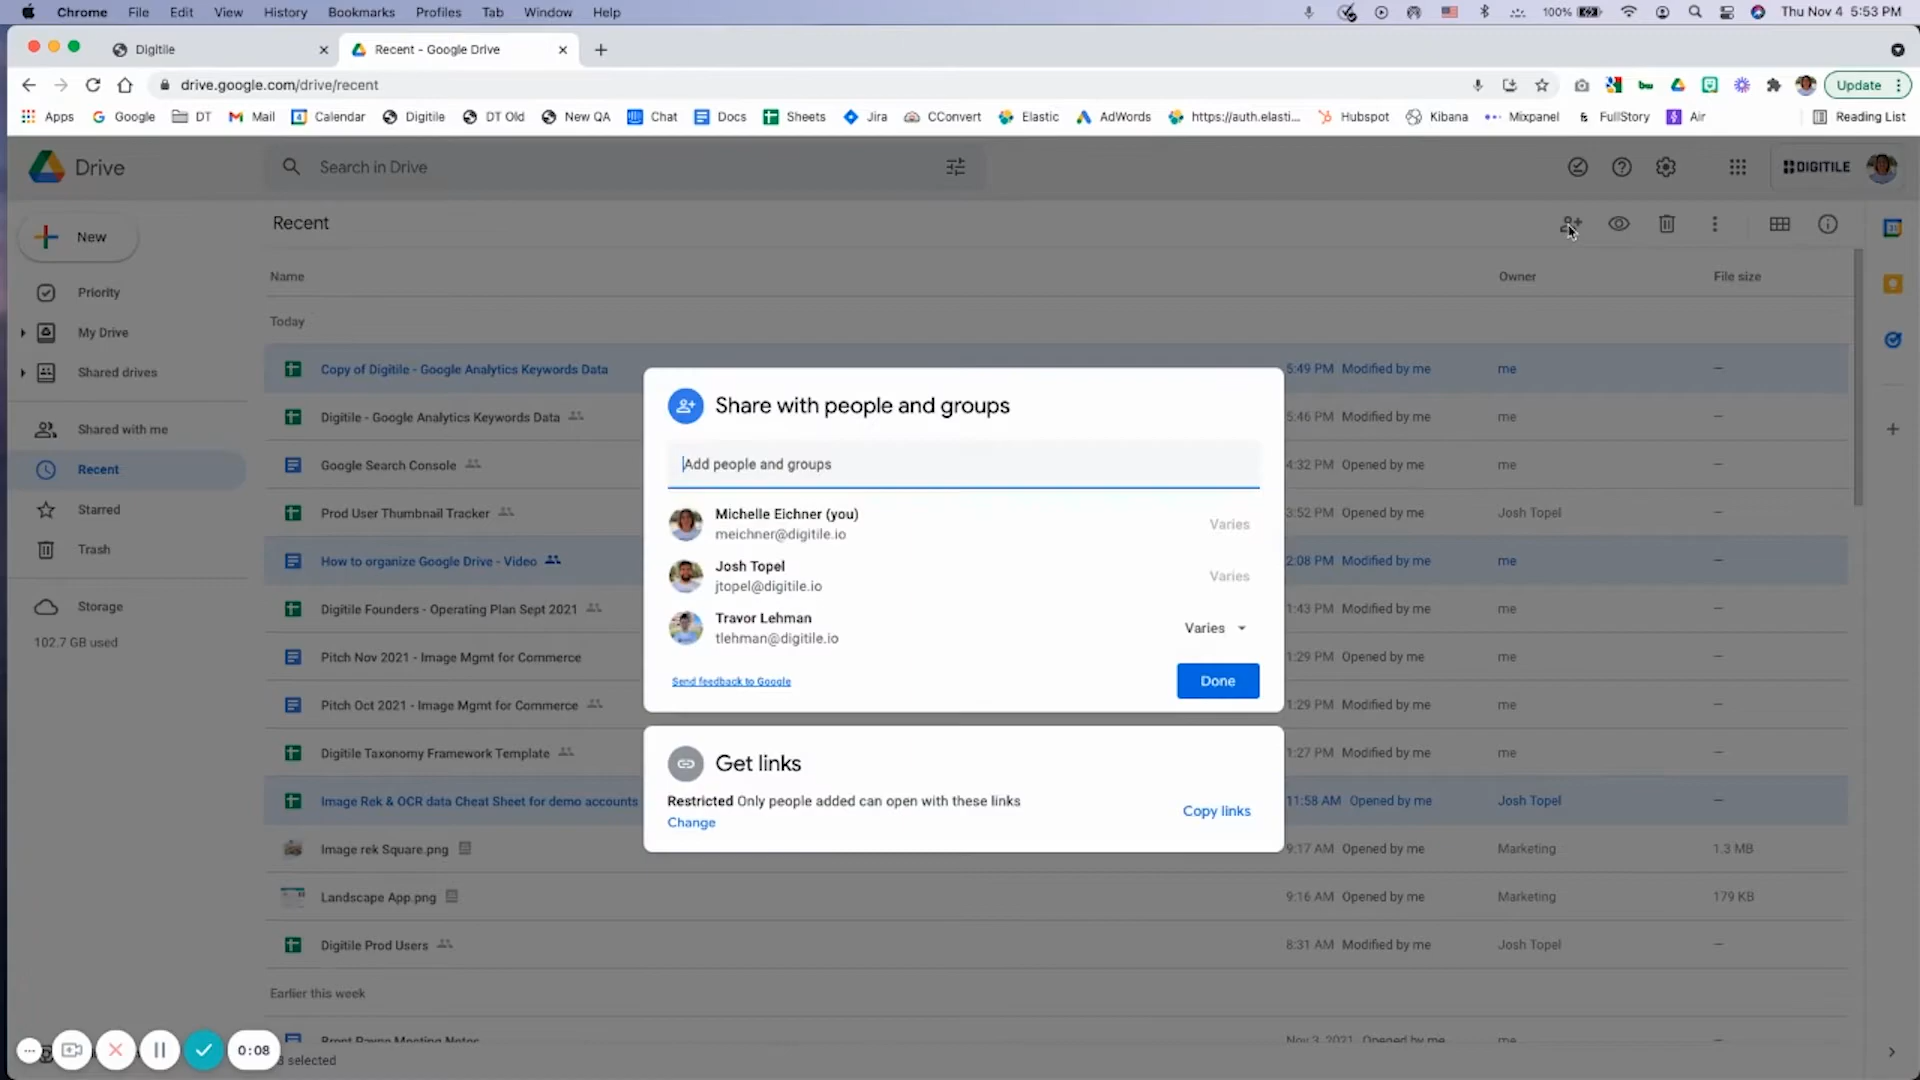 Chrome File Edit View History Bookmarks Profiles Tab Window Help 100% Thu Nov 4 5:53 PM
Digitile
Recent - Google Drive
drive.google.com/drive/recent
Update
Apps Google DT Mail Calendar Digitile DT Old New QA Chat Docs Sheets Jira CConvert Elastic AdWords https://auth.elasti... Hubspot Kibana Mixpanel FullStory Air Reading List
Drive
Search in Drive
DIGITILE
New
Recent
Name Owner File size
Priority
Today
My Drive
Shared drives
Copy of Digitile - Google Analytics Keywords Data 5:49 PM Modified by me me —
Digitile - Google Analytics Keywords Data 5:46 PM Modified by me me —
Shared with me
Google Search Console 4:32 PM Opened by me me —
Recent
Starred
Prod User Thumbnail Tracker 3:52 PM Opened by me Josh Topel —
Trash
How to organize Google Drive - Video 2:08 PM Modified by me me —
Storage
Digitile Founders - Operating Plan Sept 2021 1:43 PM Modified by me me —
102.7 GB used
Pitch Nov 2021 - Image Mgmt for Commerce 1:29 PM Opened by me me —
Pitch Oct 2021 - Image Mgmt for Commerce 1:29 PM Opened by me me —
Digitile Taxonomy Framework Template 1:27 PM Modified by me me —
Image Rek & OCR data Cheat Sheet for demo accounts 11:58 AM Opened by me Josh Topel —
Image rek Square.png 9:17 AM Opened by me Marketing 1.3 MB
Landscape App.png 9:16 AM Opened by me Marketing 179 KB
Digitile Prod Users 8:31 AM Modified by me Josh Topel —
Earlier this week
Brent Payne Meeting Notes Nov 3, 2021 Opened by me me
selected
0:08
Share with people and groups
Add people and groups
Michelle Eichner (you)
meichner@digitile.io
Varies
Josh Topel
jtopel@digitile.io
Varies
Travor Lehman
tlehman@digitile.io
Varies
Send feedback to Google
Done
Get links
Restricted Only people added can open with these links
Change
Copy links